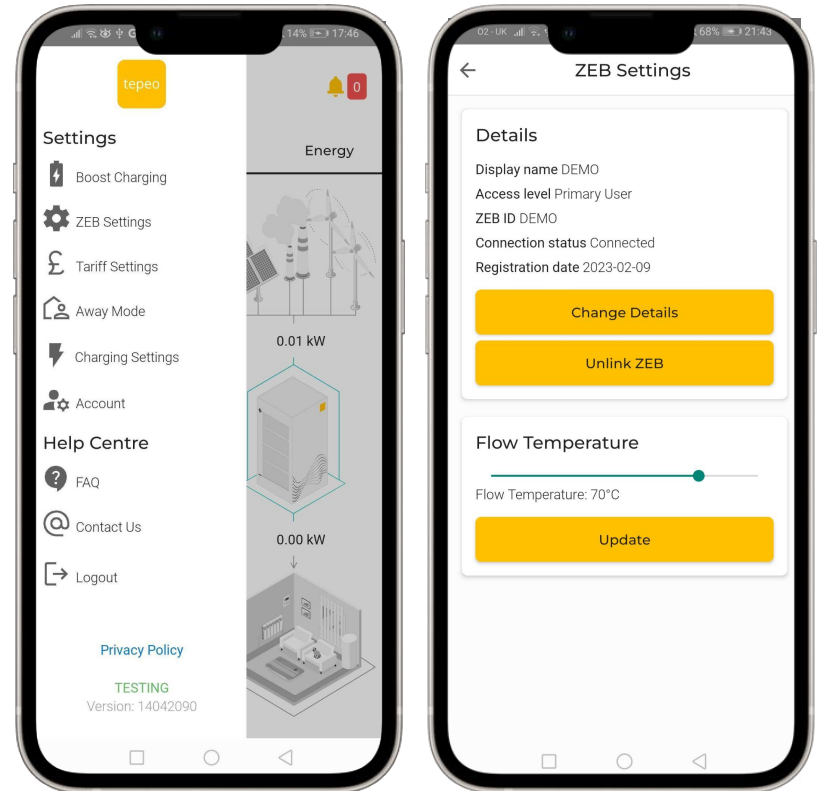 14% 17:46
tepeo
0
Settings
Energy
Boost Charging
ZEB Settings
£ Tariff Settings
Away Mode
0.01 kW
Charging Settings
Account
Help Centre
? FAQ
@ Contact Us
0.00 kW
Logout
Privacy Policy
TESTING
Version: 14042090
O2-UK 68% 21:43
ZEB Settings
Details
Display name DEMO
Access level Primary User
ZEB ID DEMO
Connection status Connected
Registration date 2023-02-09
Change Details
Unlink ZEB
Flow Temperature
Flow Temperature: 70°C
Update